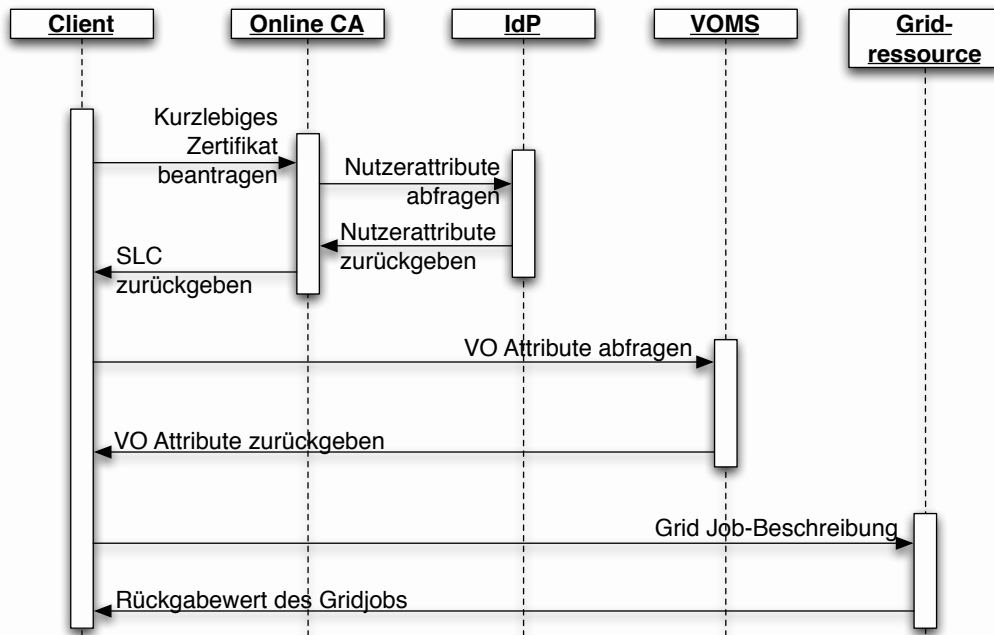 Client
Online CA
IdP
VOMS
Grid-
ressource
Kurzlebiges
Zertifikat
beantragen
Nutzerattribute
abfragen
Nutzerattribute
zurückgeben
SLC
zurückgeben
VO Attribute abfragen
VO Attribute zurückgeben
Grid Job-Beschreibung
Rückgabewert des Gridjobs